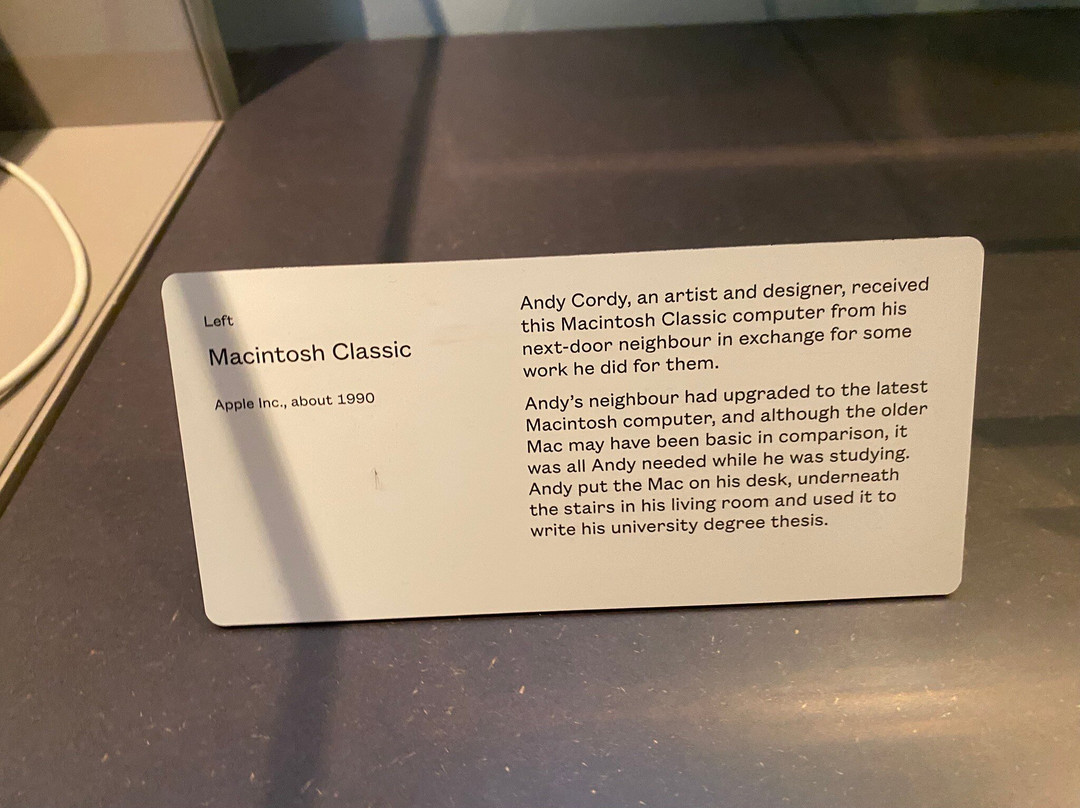 Left
Macintosh Classic
Apple Inc., about 1990
Andy Cordy, an artist and designer, received
this Macintosh Classic computer from his
next-door neighbour in exchange for some
work he did for them.
Andy’s neighbour had upgraded to the latest
Macintosh computer, and although the older
Mac may have been basic in comparison, it
was all Andy needed while he was studying.
Andy put the Mac on his desk, underneath
the stairs in his living room and used it to
write his university degree thesis.